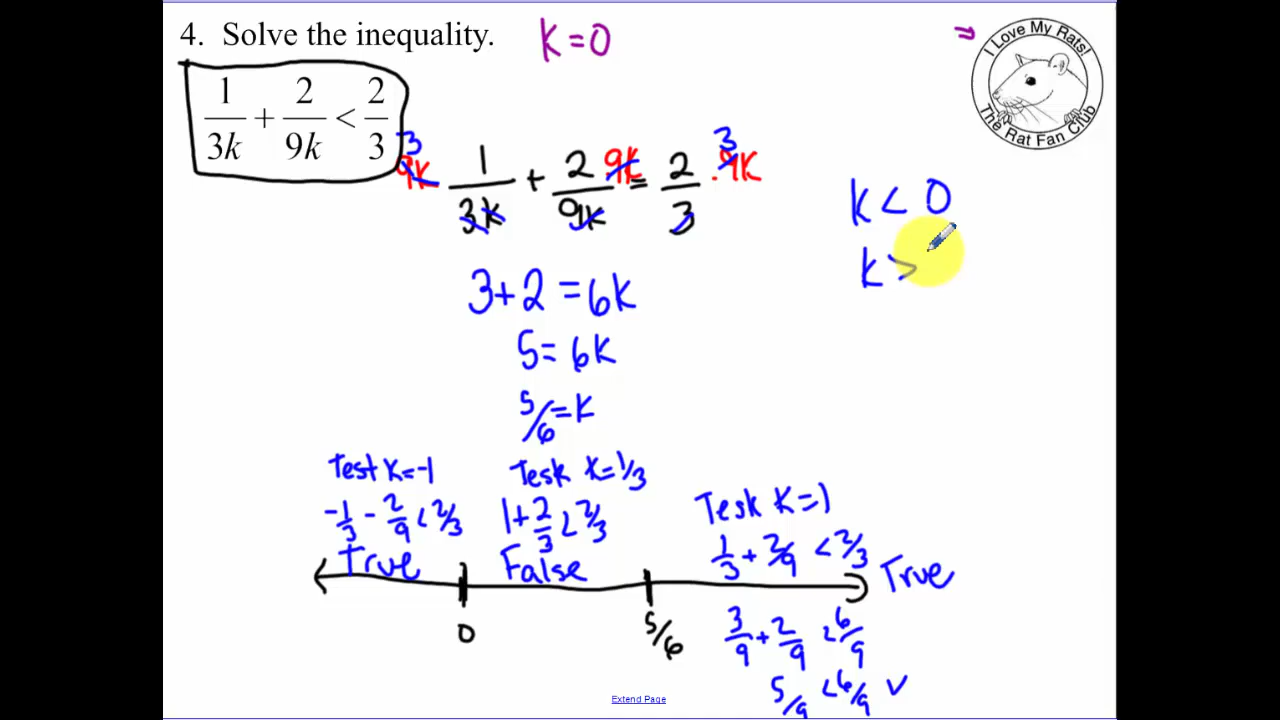 4. Solve the inequality. K=0
⇒
I Love My Rats!
The Rat Fan Club
1/3k + 2/9k < 2/3
3 3
9K 1/3k + 2/9k 9K = 2/3 · 9K
K < 0
K >
3+2 = 6K
5 = 6K
5/6 = K
Test K=-1 Tesk K=1/3 Tesk K=1
-1/3 - 2/9 < 2/3 1+2/3 < 2/3 1/3 + 2/9 < 2/3
True False True
0 5/6 3/9 + 2/9 < 6/9
5/9 < 6/9 ✓
Extend Page